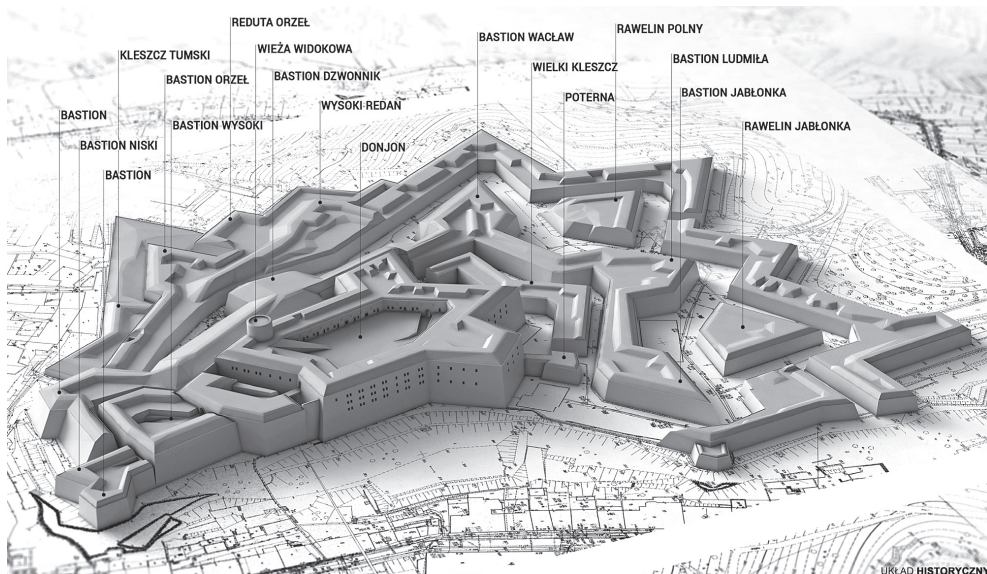 REDUTA ORZEŁ
RAWELIN POLNY
BASTION WACŁAW
WIEŻA WIDOKOWA
KLESZCZ TUMSKI
BASTION LUDMIŁA
WIELKI KLESZCZ
BASTION DZWONNIK
BASTION ORZEŁ
BASTION JABŁONKA
POTERNA
WYSOKI REDAN
BASTION
BASTION WYSOKI
RAWELIN JABŁONKA
BASTION NISKI
DONJON
BASTION
UKŁAD HISTORYCZNY